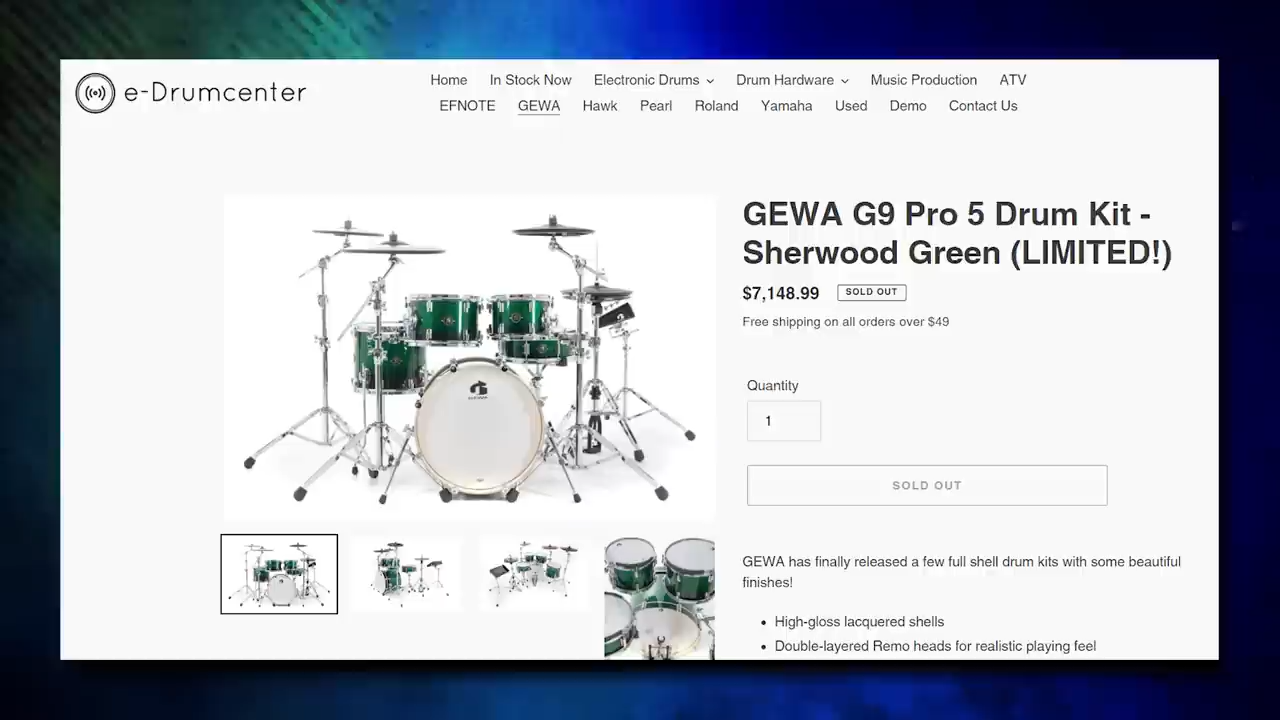 e-Drumcenter
Home In Stock Now Electronic Drums Drum Hardware Music Production ATV
EFNOTE GEWA Hawk Pearl Roland Yamaha Used Demo Contact Us
GEWA G9 Pro 5 Drum Kit -
Sherwood Green (LIMITED!)
$7,148.99 SOLD OUT
Free shipping on all orders over $49
Quantity
1
SOLD OUT
GEWA has finally released a few full shell drum kits with some beautiful
finishes!
• High-gloss lacquered shells
• Double-layered Remo heads for realistic playing feel
GEWA